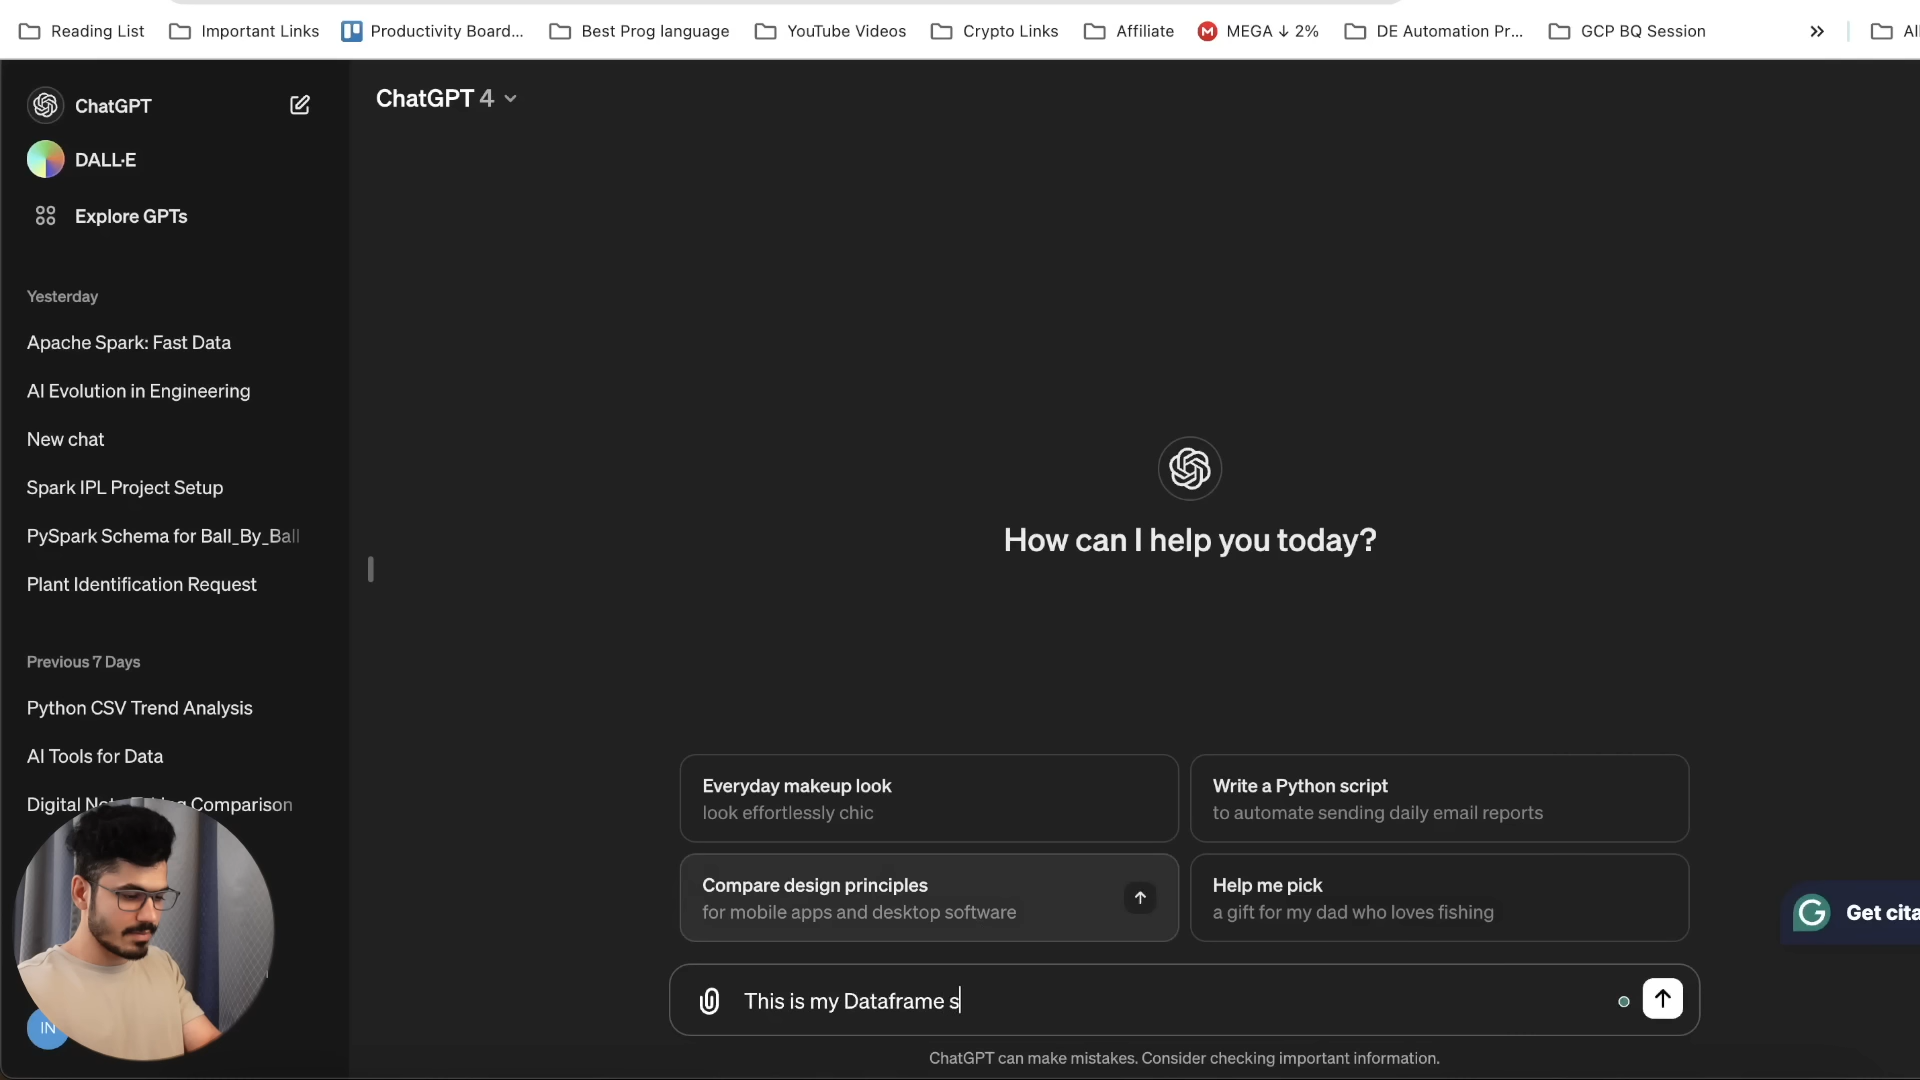 Reading List
Important Links
Productivity Board...
Best Prog language
YouTube Videos
Crypto Links
Affiliate
MEGA ↓ 2%
DE Automation Pr...
GCP BQ Session
»
ChatGPT
DALL·E
Explore GPTs
Yesterday
Apache Spark: Fast Data
AI Evolution in Engineering
New chat
Spark IPL Project Setup
PySpark Schema for Ball_By_Ball
Plant Identification Request
Previous 7 Days
Python CSV Trend Analysis
AI Tools for Data
Digital Comparison
IN
ChatGPT 4
How can I help you today?
Everyday makeup look
look effortlessly chic
Write a Python script
to automate sending daily email reports
Compare design principles
for mobile apps and desktop software
Help me pick
a gift for my dad who loves fishing
This is my Dataframe s
ChatGPT can make mistakes. Consider checking important information.
Get cita